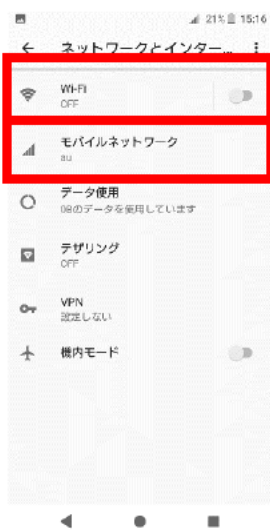 21% 15:16
ネットワークとインター...
Wi-Fi
OFF
モバイルネットワーク
au
データ使用
0Bのデータを使用しています
テザリング
OFF
VPN
設定しない
機内モード